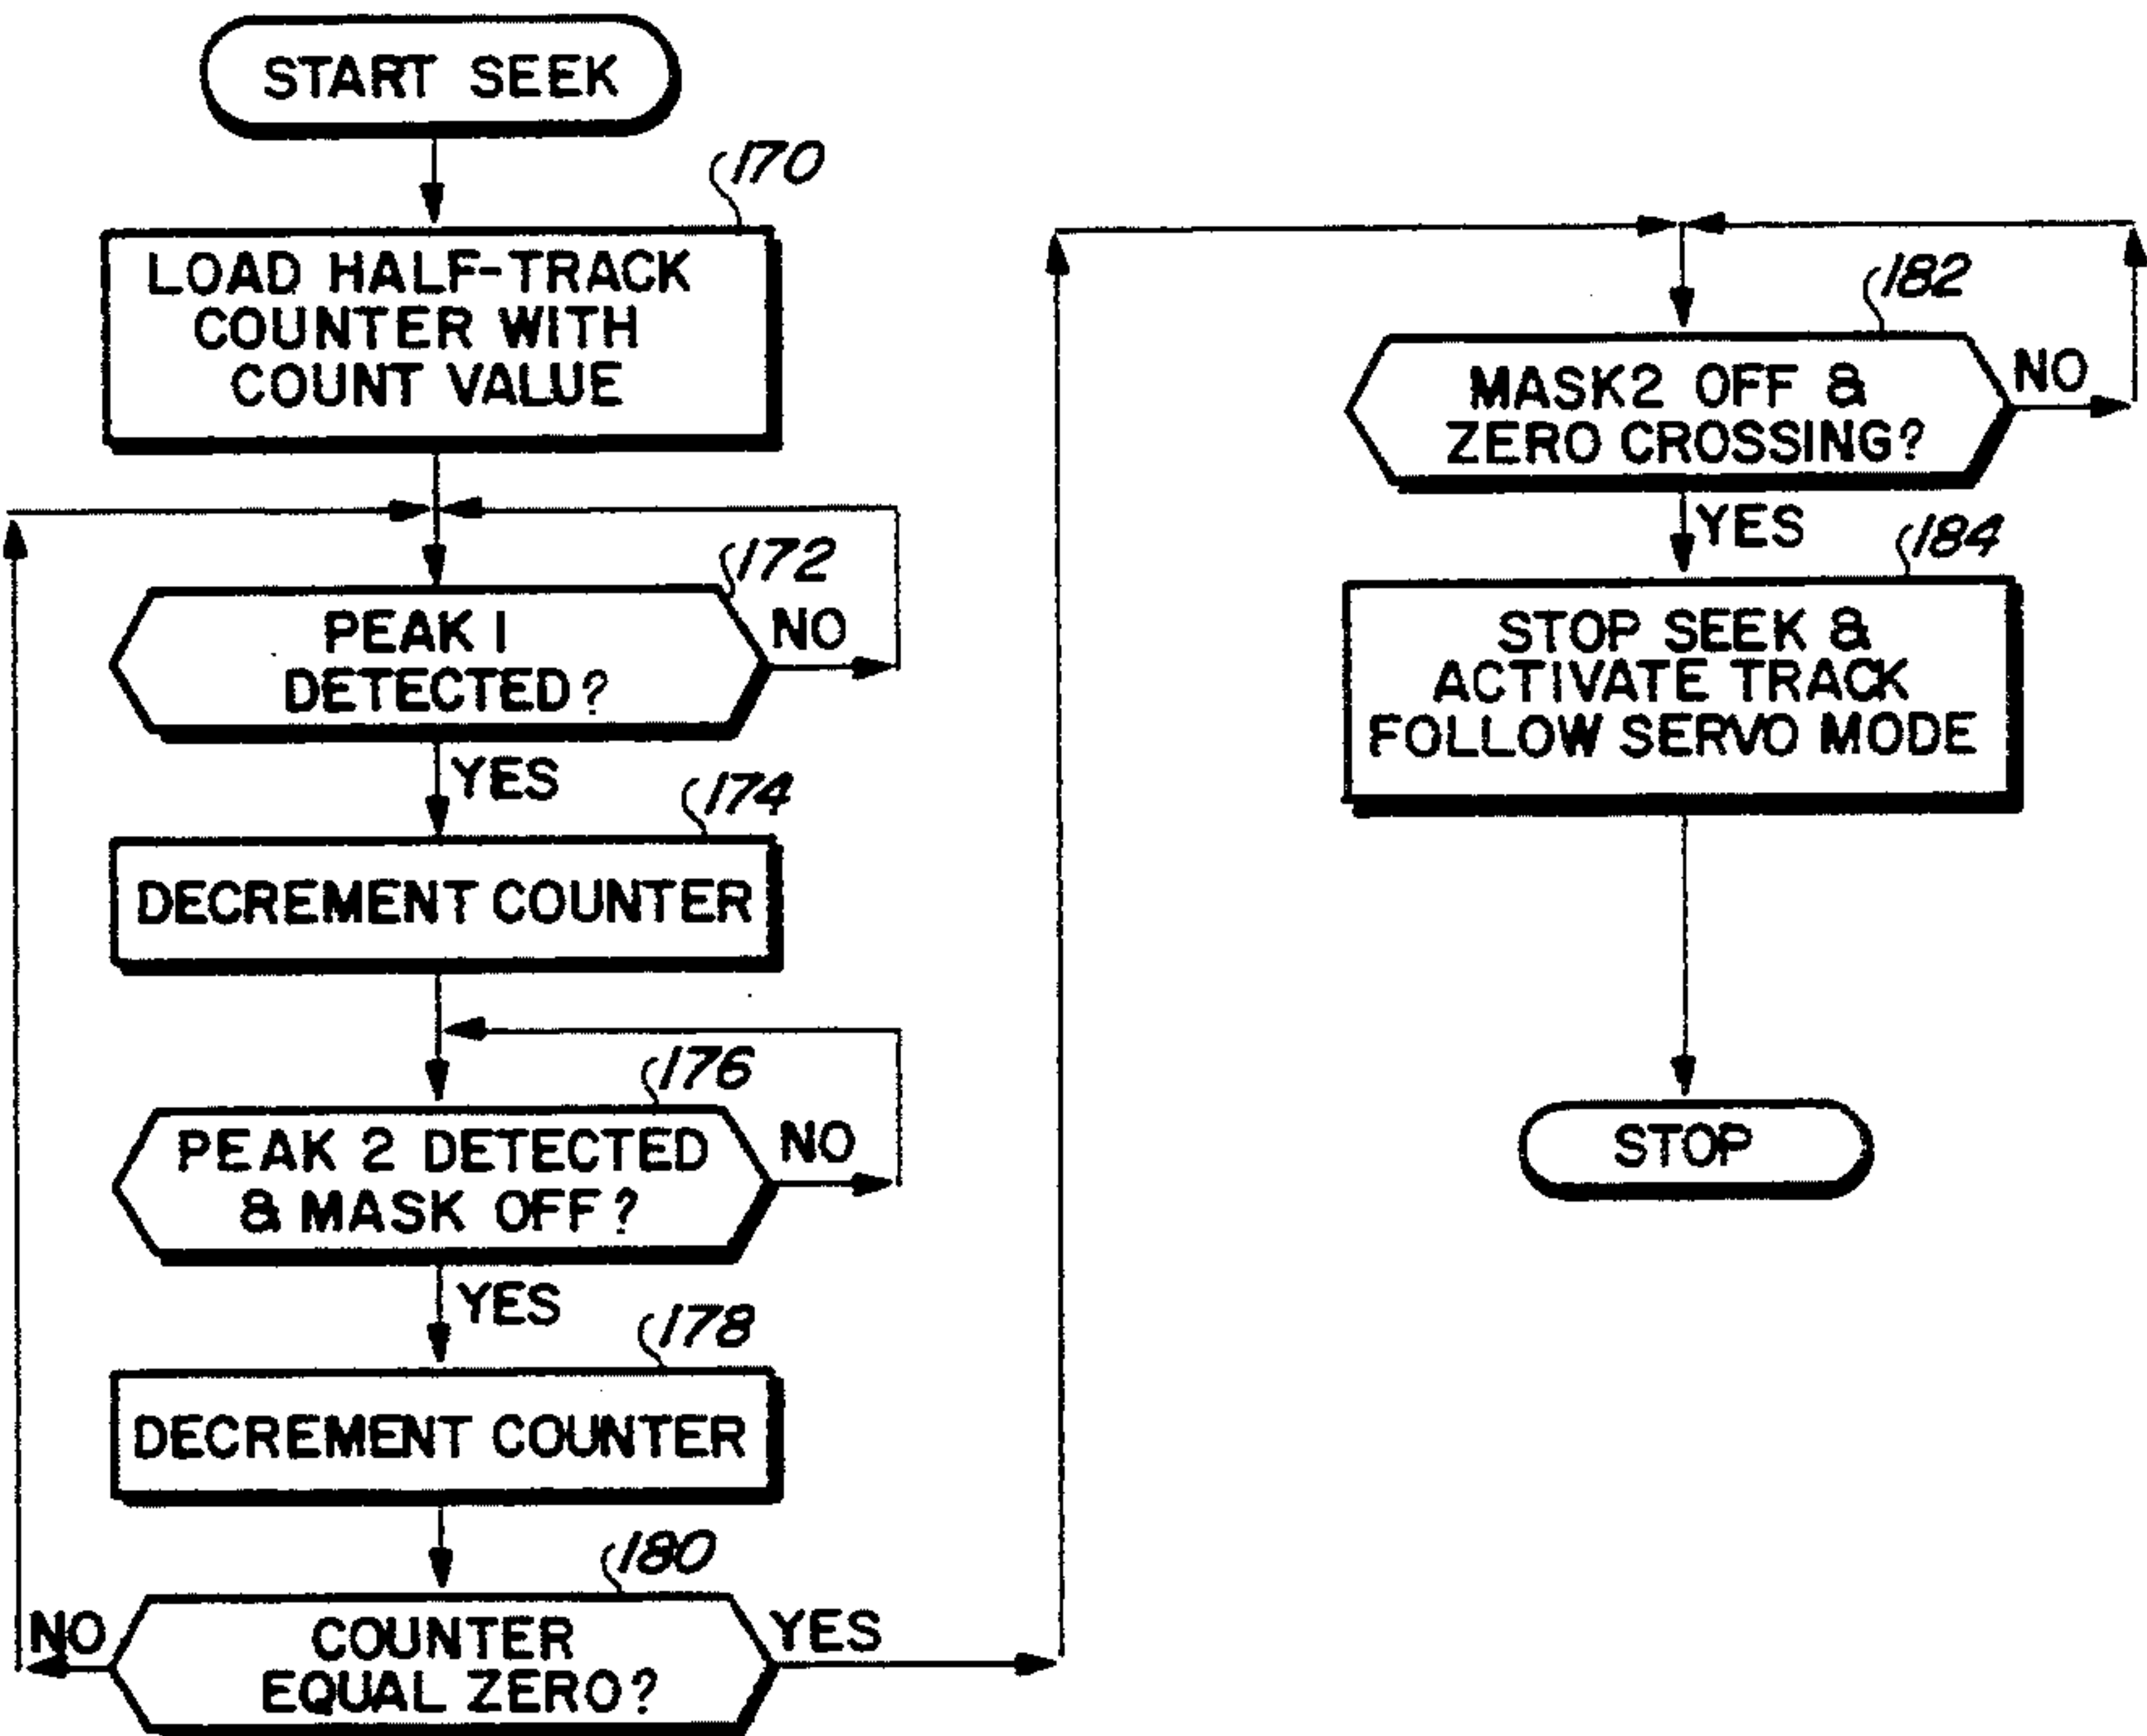 START SEEK
170
LOAD HALF-TRACK
COUNTER WITH
COUNT VALUE
172
PEAK 1
DETECTED?
NO
YES
174
DECREMENT COUNTER
176
PEAK 2 DETECTED
& MASK OFF?
NO
YES
178
DECREMENT COUNTER
180
COUNTER
EQUAL ZERO?
NO
YES
182
MASK2 OFF &
ZERO CROSSING?
NO
YES
184
STOP SEEK &
ACTIVATE TRACK
FOLLOW SERVO MODE
STOP